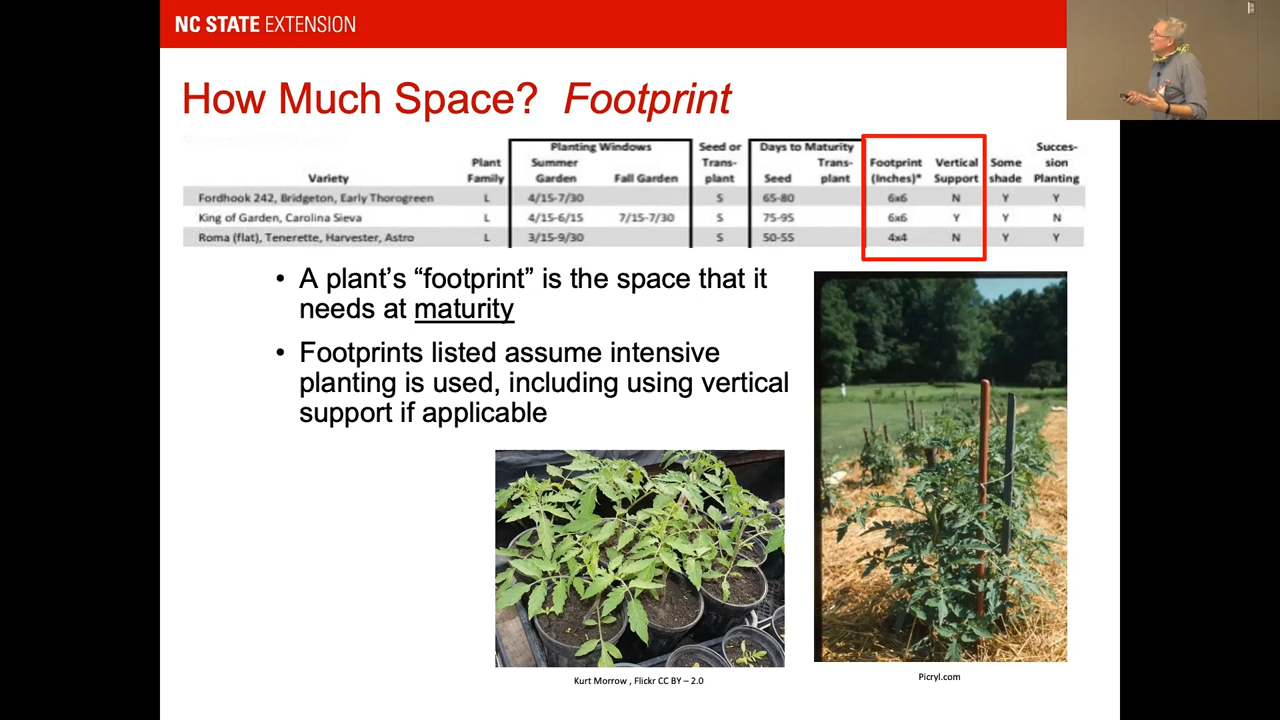 NC STATE EXTENSION
How Much Space? Footprint
Planting Windows Seed or Days to Maturity Succes-
Plant Summer Trans- Trans- Footprint Vertical Some sion
Variety Family Garden Fall Garden plant Seed plant (Inches)* Support shade Planting
Fordhook 242, Bridgeton, Early Thorogreen L 4/15-7/30 S 65-80 6x6 N Y Y
King of Garden, Carolina Sieva L 4/15-6/15 7/15-7/30 S 75-95 6x6 Y Y N
Roma (flat), Tenerette, Harvester, Astro L 3/15-9/30 S 50-55 4x4 N Y Y
• A plant's “footprint” is the space that it
needs at maturity
• Footprints listed assume intensive
planting is used, including using vertical
support if applicable
Kurt Morrow , Flickr CC BY – 2.0
Picryl.com